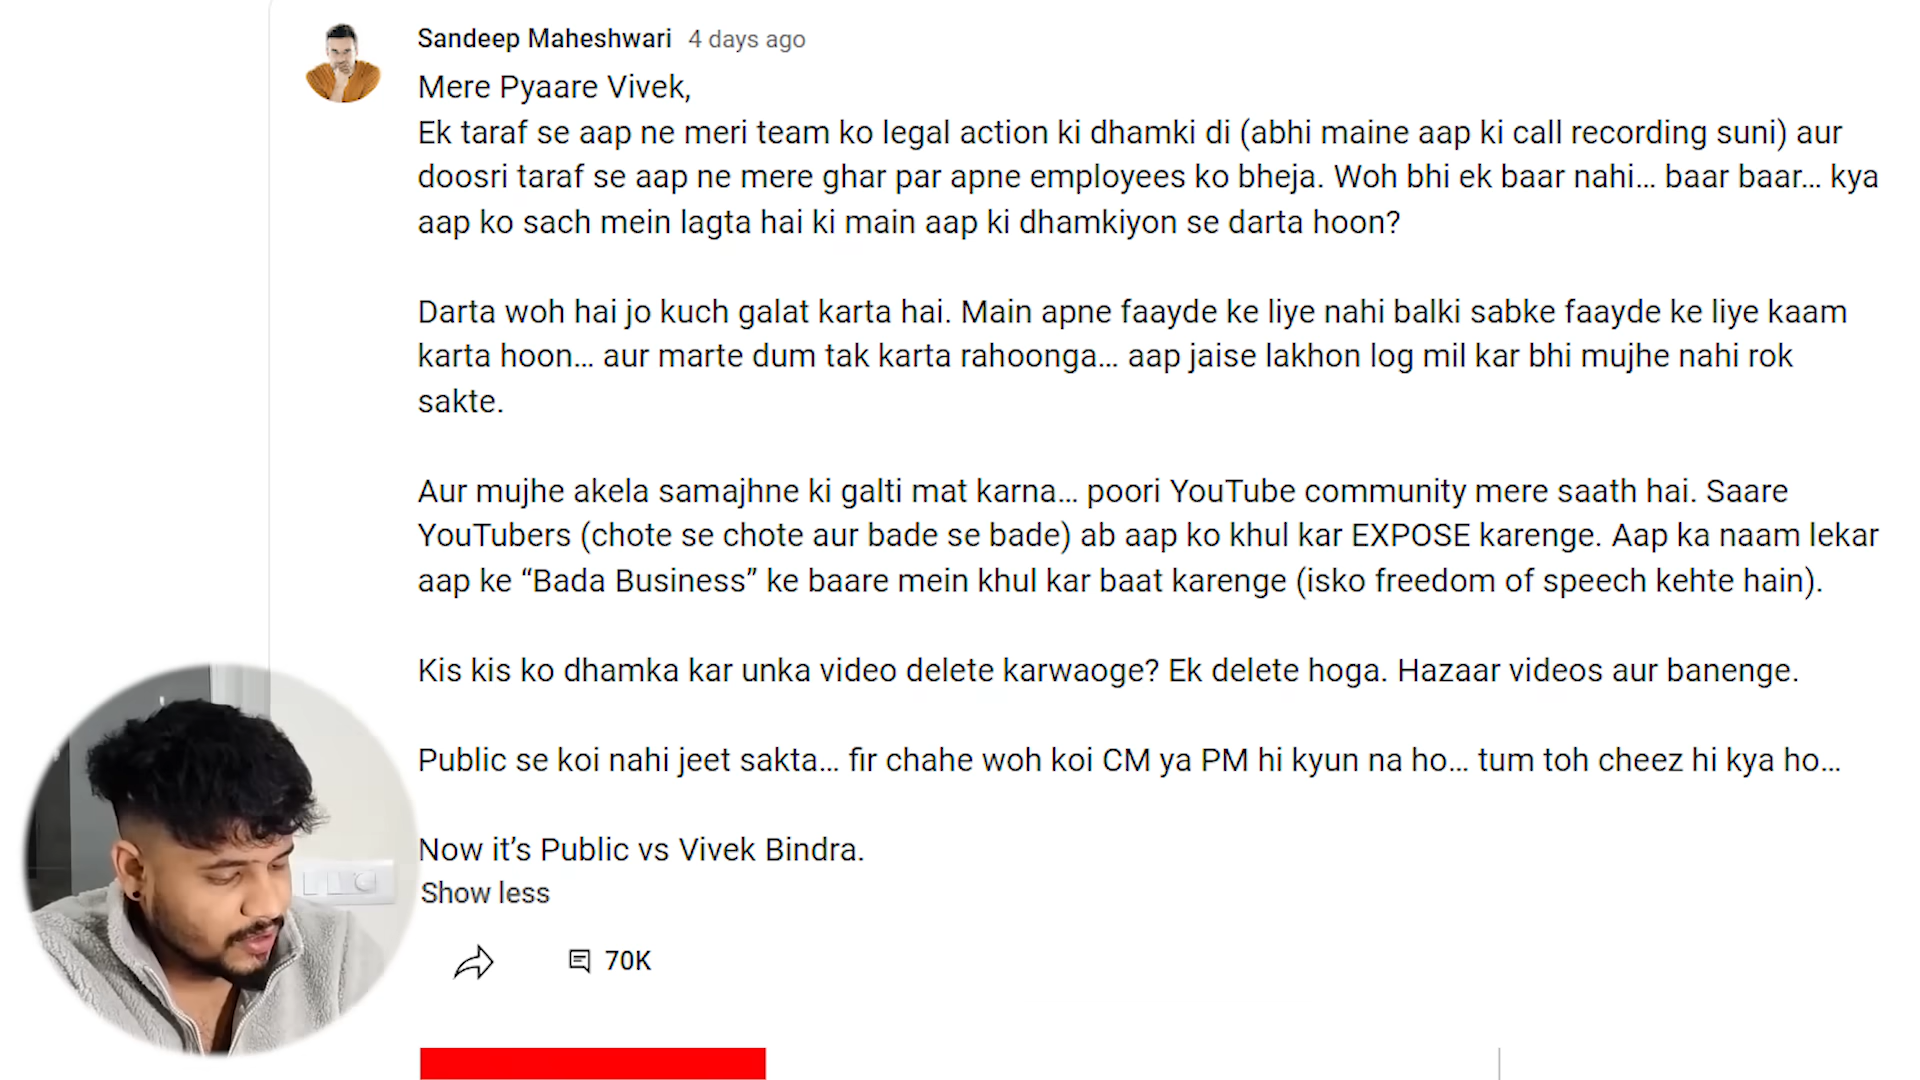 Sandeep Maheshwari 4 days ago
Mere Pyaare Vivek,
Ek taraf se aap ne meri team ko legal action ki dhamki di (abhi maine aap ki call recording suni) aur
doosri taraf se aap ne mere ghar par apne employees ko bheja. Woh bhi ek baar nahi... baar baar... kya
aap ko sach mein lagta hai ki main aap ki dhamkiyon se darta hoon?
Darta woh hai jo kuch galat karta hai. Main apne faayde ke liye nahi balki sabke faayde ke liye kaam
karta hoon... aur marte dum tak karta rahoonga... aap jaise lakhon log mil kar bhi mujhe nahi rok
sakte.
Aur mujhe akela samajhne ki galti mat karna... poori YouTube community mere saath hai. Saare
YouTubers (chote se chote aur bade se bade) ab aap ko khul kar EXPOSE karenge. Aap ka naam lekar
aap ke “Bada Business” ke baare mein khul kar baat karenge (isko freedom of speech kehte hain).
Kis kis ko dhamka kar unka video delete karwaoge? Ek delete hoga. Hazaar videos aur banenge.
Public se koi nahi jeet sakta... fir chahe woh koi CM ya PM hi kyun na ho... tum toh cheez hi kya ho...
Now it’s Public vs Vivek Bindra.
Show less
70K